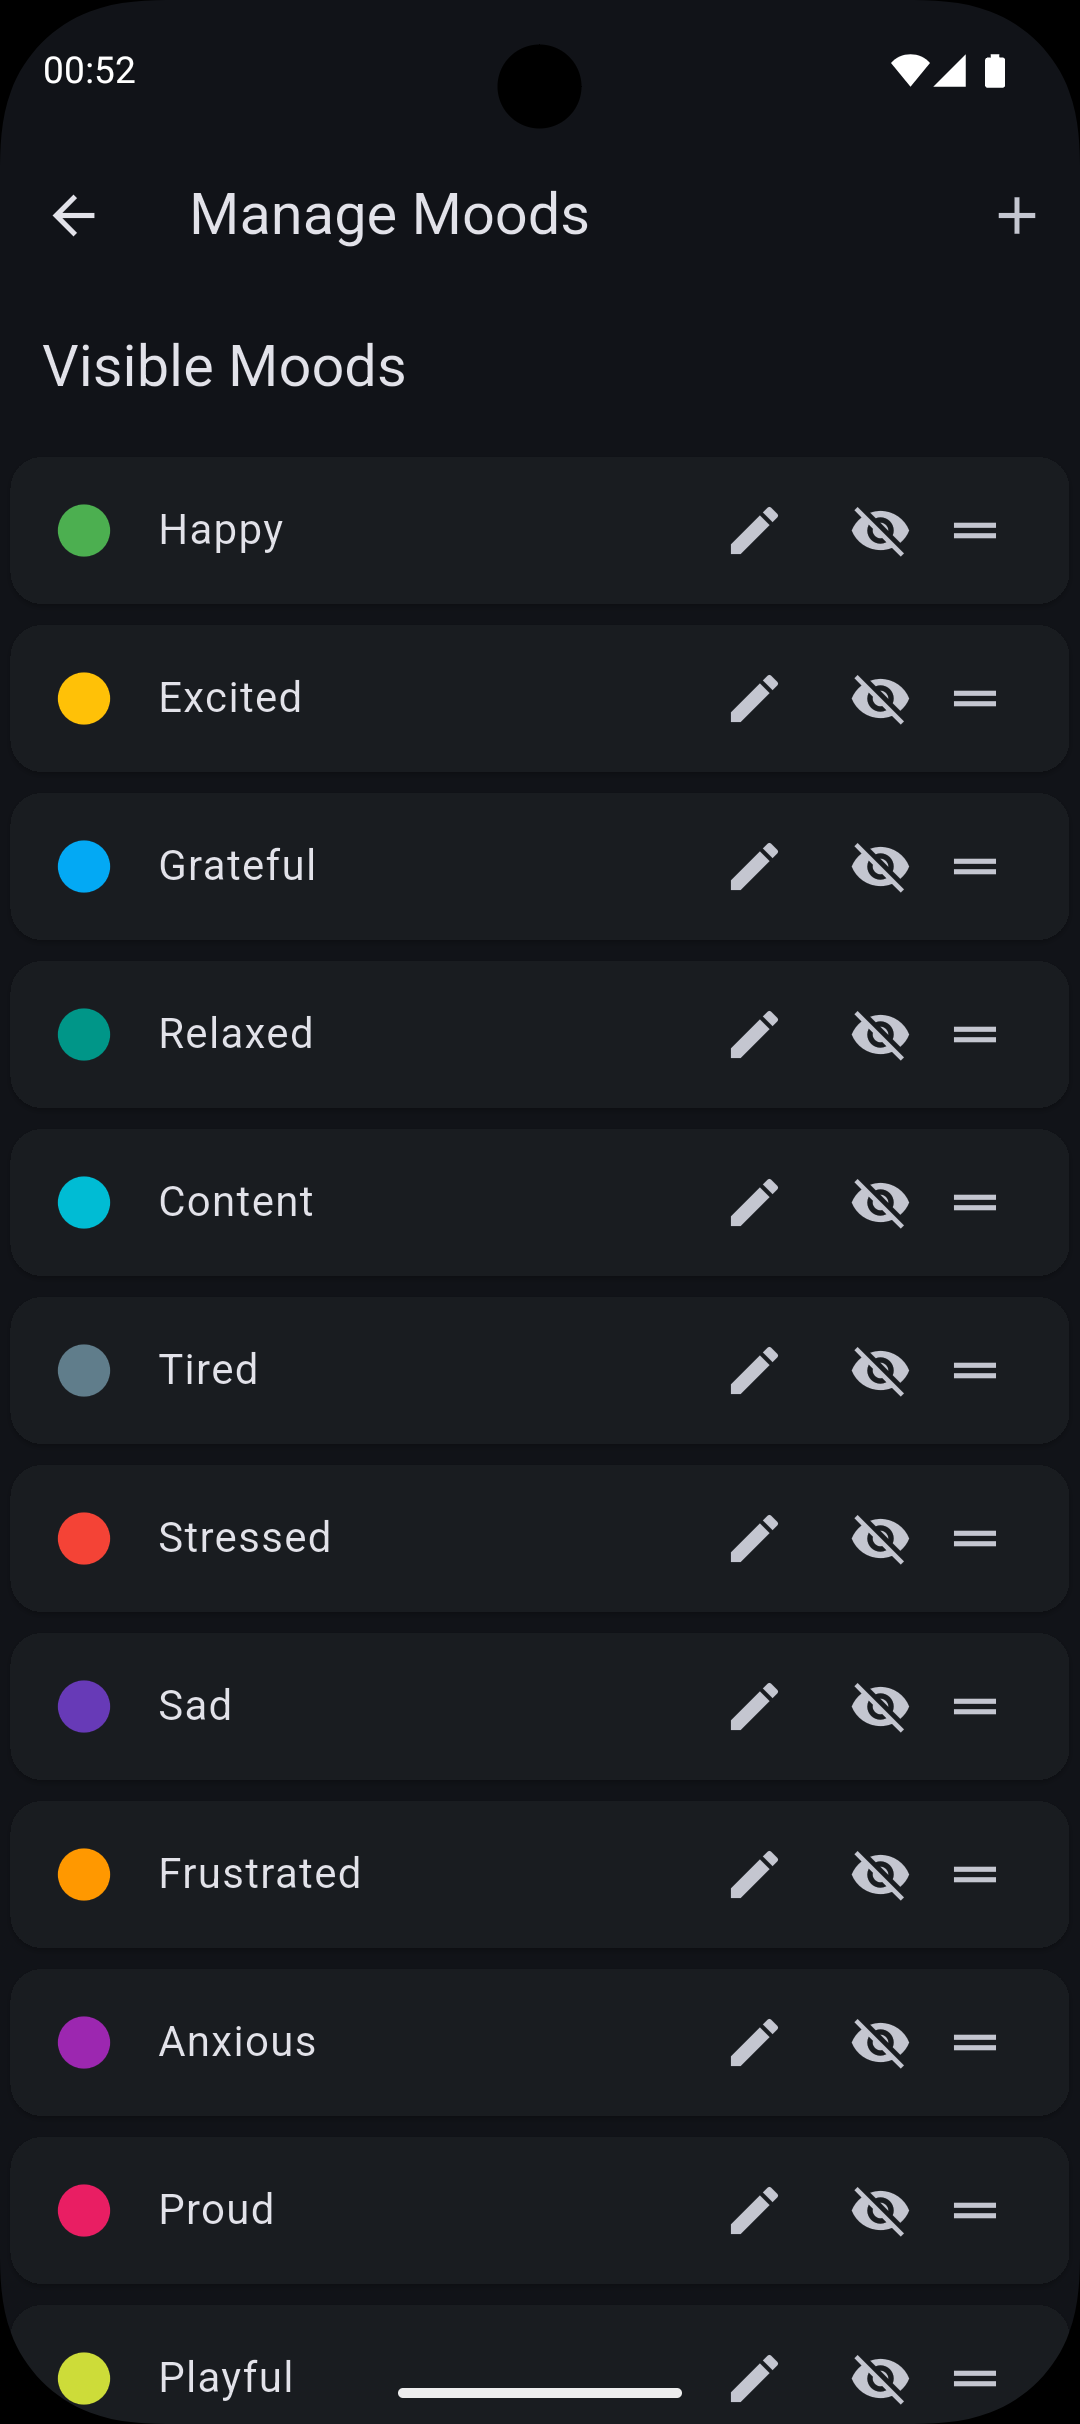 00:52
Manage Moods
Visible Moods
Happy
Excited
Grateful
Relaxed
Content
Tired
Stressed
Sad
Frustrated
Anxious
Proud
Playful